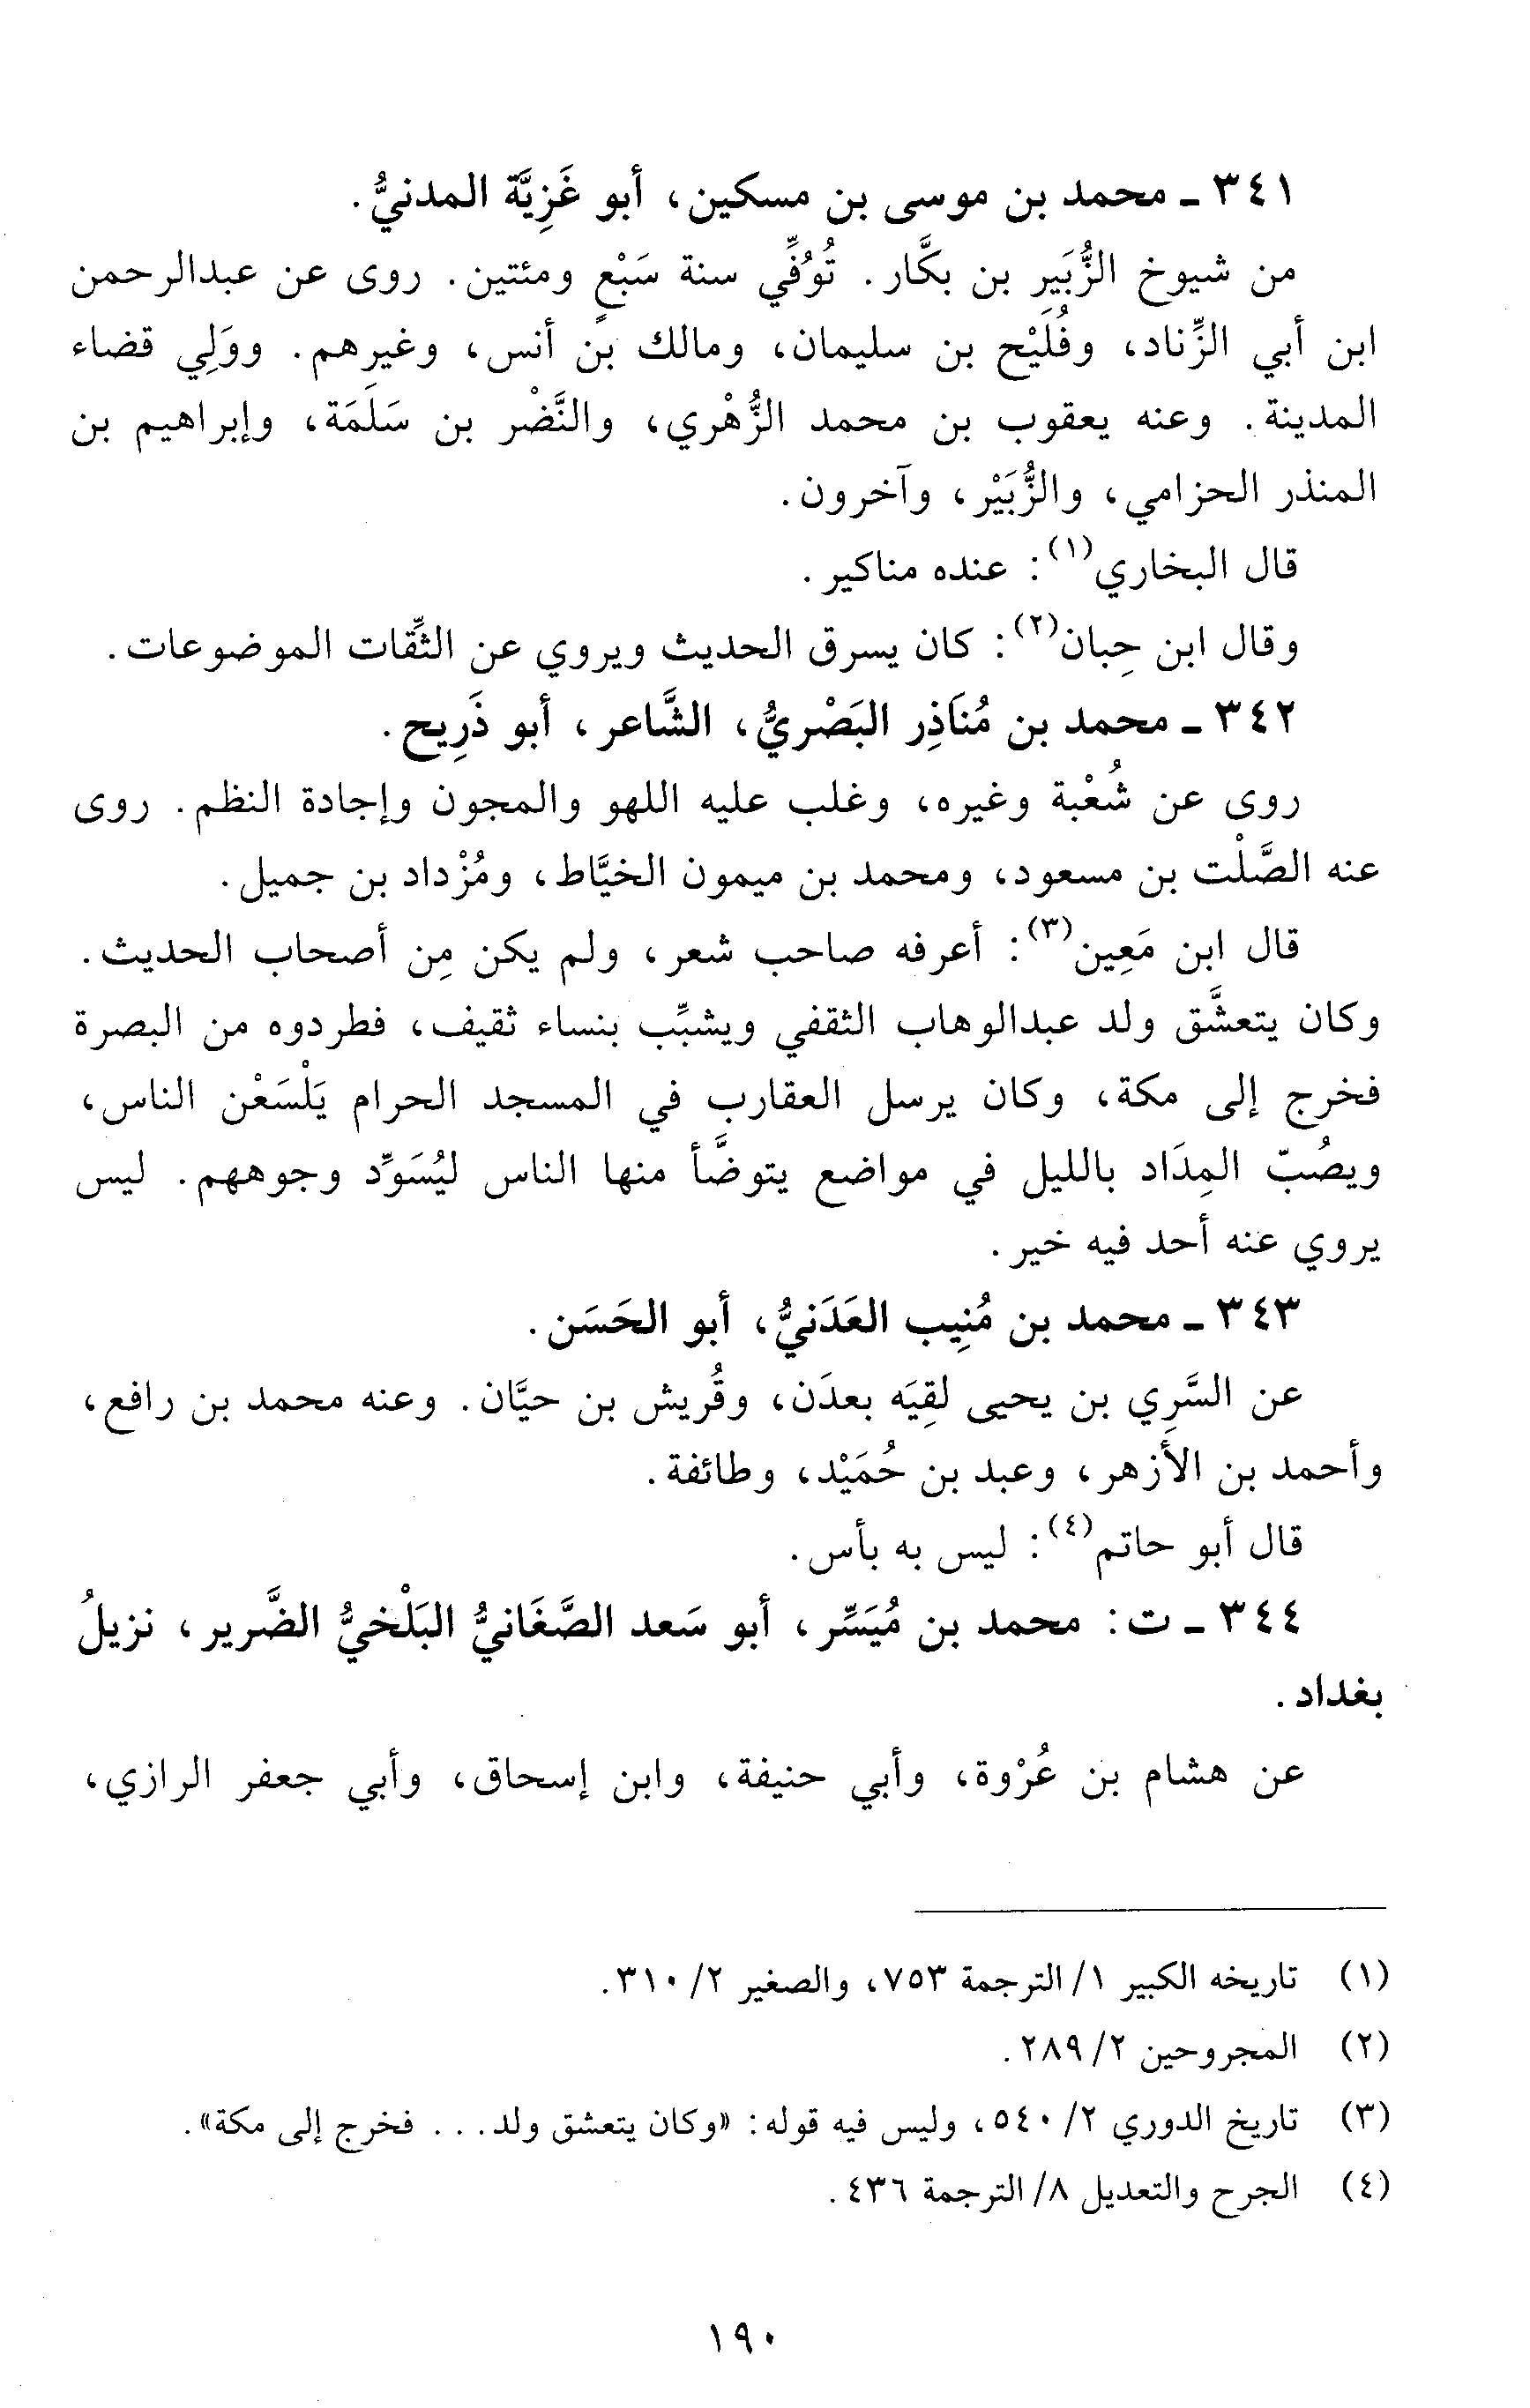 ٣٤١ ـ محمد بن موسى بن مسكين، أبو غَزِيَّة المدنيُّ.
من شيوخ الزُّبَيرِ بن بكَّار. تُوُفِّي سنة سَبْعٍ ومئتين. روى عن عبدالرحمن
ابن أبي الزِّناد، وفُلَيْح بن سليمان، ومالك بن أنس، وغيرهم. ووَلِي قضاء
المدينة. وعنه يعقوب بن محمد الزُّهْري، والنَّضْر بن سَلَمَة، وإبراهيم بن
المنذر الحزامي، والزُّبَيْر، وآخرون.
قال البخاري(١): عنده مناكير.
وقال ابن حِبان(٢): كان يسرق الحديث ويروي عن الثِّقات الموضوعات.
٣٤٢ ـ محمد بن مُنَاذِر البَصْريُّ، الشَّاعر، أبو ذَرِيح.
روى عن شُعْبة وغيره، وغلب عليه اللهو والمجون وإجادة النظم. روى
عنه الصَّلْت بن مسعود، ومحمد بن ميمون الخيَّاط، ومُزْداد بن جميل.
قال ابن مَعِين(٣): أعرفه صاحب شعر، ولم يكن مِن أصحاب الحديث.
وكان يتعشَّق ولد عبدالوهاب الثقفي ويشبِّب بنساء ثقيف، فطردوه من البصرة
فخرج إلى مكة، وكان يرسل العقارب في المسجد الحرام يَلْسَعْن الناس،
ويصُبّ المِدَاد بالليل في مواضع يتوضَّأ منها الناس ليُسَوِّد وجوههم. ليس
يروي عنه أحد فيه خير.
٣٤٣ ـ محمد بن مُنِيب العَدَنيُّ، أبو الحَسَن.
عن السَّرِي بن يحيى لقِيَه بعدَن، وقُريش بن حيَّان. وعنه محمد بن رافع،
وأحمد بن الأزهر، وعبد بن حُمَيْد، وطائفة.
قال أبو حاتم(٤): ليس به بأس.
٣٤٤ ـ ت: محمد بن مُيَسِّر، أبو سَعد الصَّغَانيُّ البَلْخيُّ الضَّرير، نزيلُ
بغداد.
عن هشام بن عُرْوة، وأبي حنيفة، وابن إسحاق، وأبي جعفر الرازي،
(١) تاريخه الكبير ١/ الترجمة ٧٥٣، والصغير ٢/ ٣١٠.
(٢) المجروحين ٢/ ٢٨٩.
(٣) تاريخ الدوري ٢/ ٥٤٠، وليس فيه قوله: «وكان يتعشق ولد... فخرج إلى مكة».
(٤) الجرح والتعديل ٨/ الترجمة ٤٣٦.
١٩٠